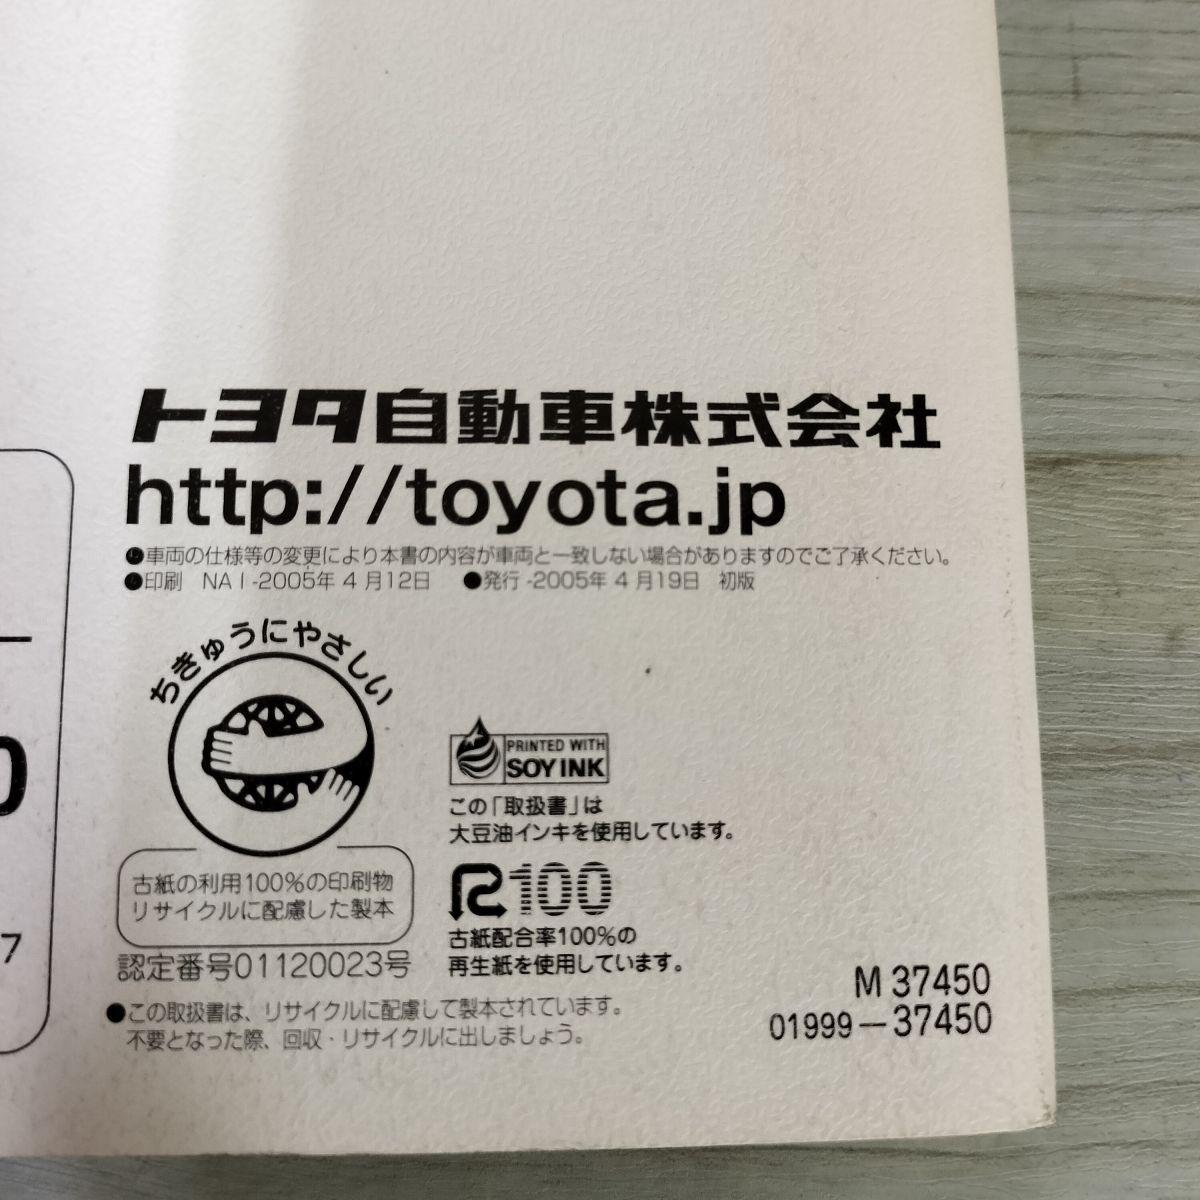 トヨタ自動車株式会社
http://toyota.jp
●車両の仕様等の変更により本書の内容が車両と一致しない場合がありますのでご了承ください。
●印刷 NAI-2005年4月12日 ●発行-2005年4月19日 初版
ちきゅうにやさしい
古紙の利用100%の印刷物
リサイクルに配慮した製本
認定番号01120023号
PRINTED WITH
SOY INK
この「取扱書」は
大豆油インキを使用しています。
R100
古紙配合率100%の
再生紙を使用しています。
●この取扱書は、リサイクルに配慮して製本されています。
不要となった際、回収・リサイクルに出しましょう。
M 37450
01999-37450
0
7